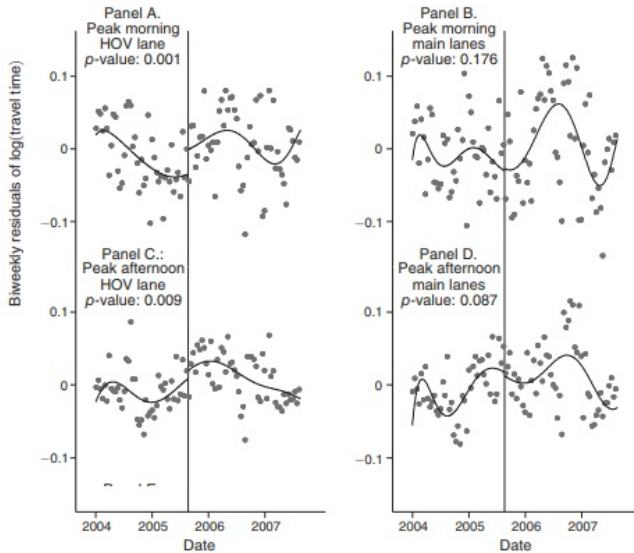 Panel A.
Peak morning
HOV lane
p-value: 0.001
Panel B.
Peak morning
main lanes
p-value: 0.176
0.1
0
−0.1
0.1
0
−0.1
Biweekly residuals of log(travel time)
Panel C.:
Peak afternoon
HOV lane
p-value: 0.009
Panel D.
Peak afternoon
main lanes
p-value: 0.087
0.1
0
−0.1
0.1
0
−0.1
2004 2005 2006 2007
2004 2005 2006 2007
Date
Date